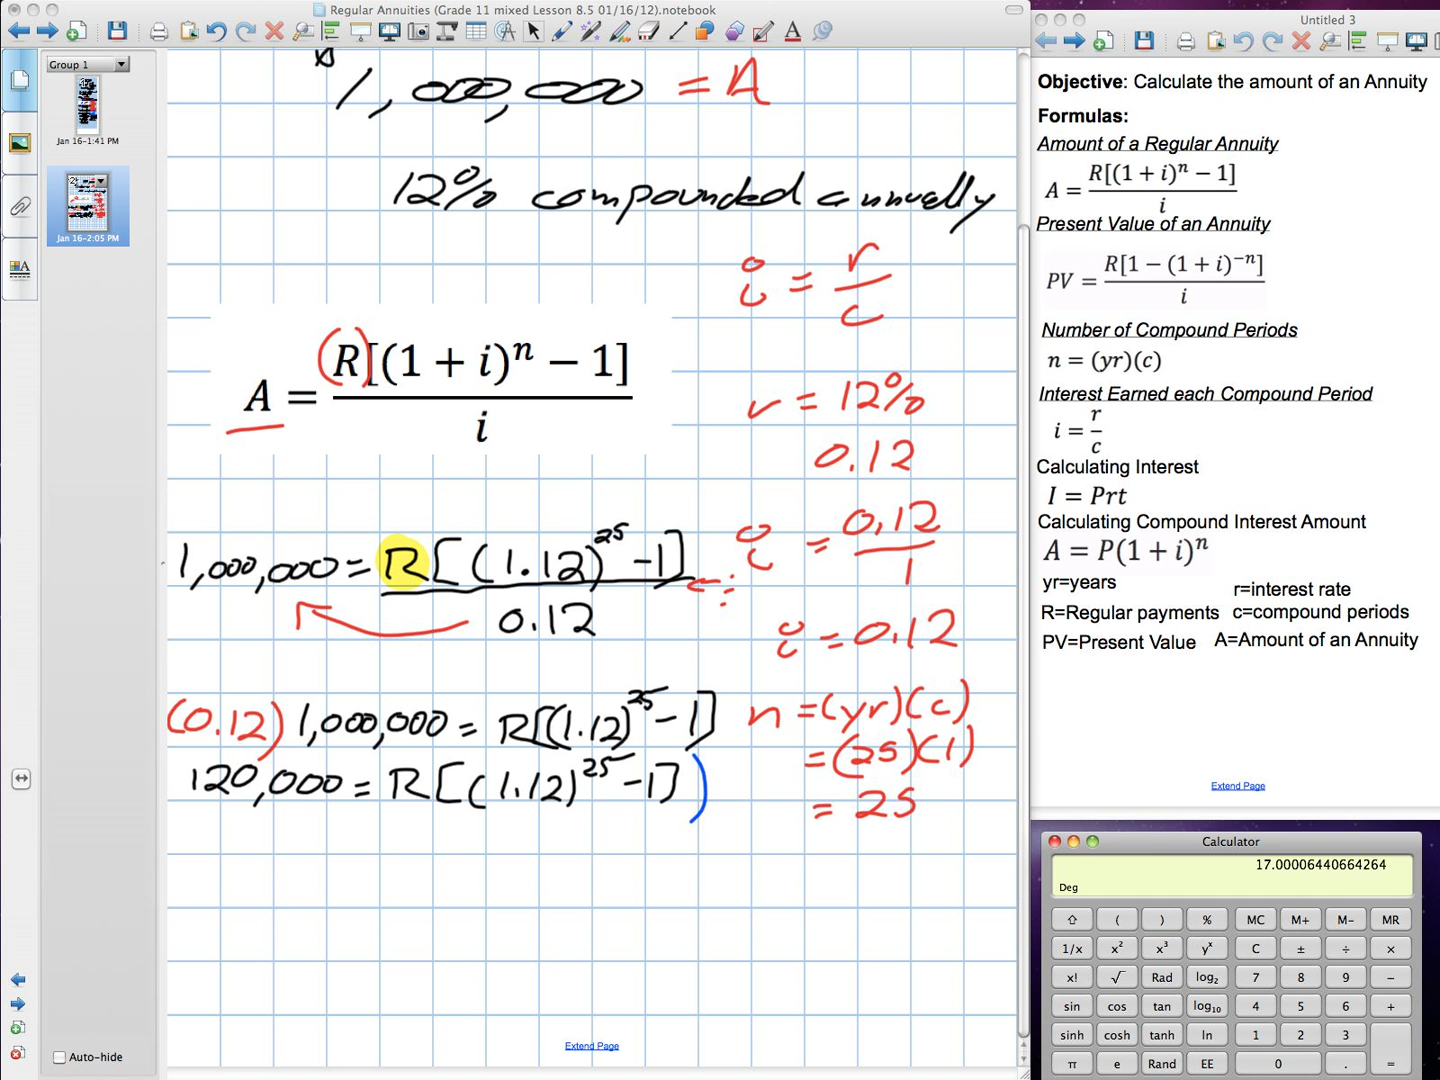 Regular Annuities (Grade 11 mixed Lesson 8.5 01/16/12).notebook
Group 1
Jan 16-1:41 PM
Jan 16-2:05 PM
Auto-hide
1,000,000 = A
12% compounded annually
i = r/c
A = R[(1 + i)^n − 1] / i
r = 12%
0.12
i = 0.12/1
1,000,000 = R[(1.12)^25 -1] / 0.12
÷
i = 0.12
(0.12) 1,000,000 = R[(1.12)^25 -1]
n = (yr)(c)
= (25)(1)
120,000 = R[(1.12)^25 -1] )
= 25
Extend Page
Untitled 3
Objective: Calculate the amount of an Annuity
Formulas:
Amount of a Regular Annuity
A = R[(1 + i)^n − 1] / i
Present Value of an Annuity
PV = R[1 − (1 + i)^−n] / i
Number of Compound Periods
n = (yr)(c)
Interest Earned each Compound Period
i = r/c
Calculating Interest
I = Prt
Calculating Compound Interest Amount
A = P(1 + i)^n
yr=years r=interest rate
R=Regular payments c=compound periods
PV=Present Value A=Amount of an Annuity
Extend Page
Calculator
17.00006440664264
Deg
( ) % MC M+ M− MR
1/x x² x³ y^x C ± ÷ ×
x! √ Rad log₂ 7 8 9 −
sin cos tan log₁₀ 4 5 6 +
sinh cosh tanh ln 1 2 3
π e Rand EE 0 . =